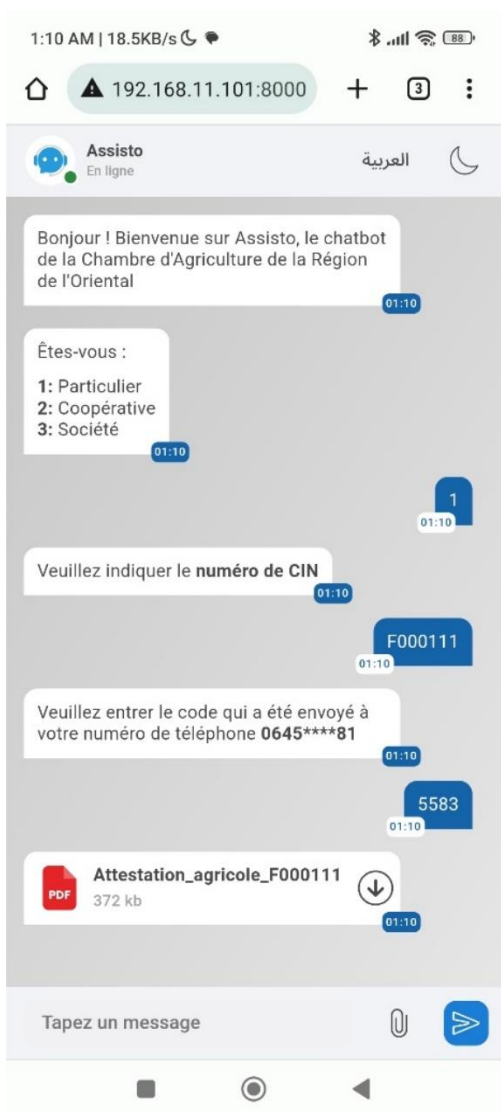 1:10 AM | 18.5KB/s 88
192.168.11.101:8000 3
Assisto
En ligne
العربية
Bonjour ! Bienvenue sur Assisto, le chatbot
de la Chambre d'Agriculture de la Région
de l'Oriental
01:10
Êtes-vous :
1: Particulier
2: Coopérative
3: Société
01:10
1
01:10
Veuillez indiquer le numéro de CIN
01:10
F000111
01:10
Veuillez entrer le code qui a été envoyé à
votre numéro de téléphone 0645****81
01:10
5583
01:10
PDF
Attestation_agricole_F000111
372 kb
01:10
Tapez un message